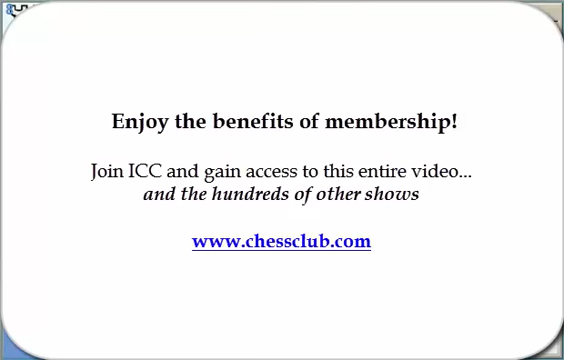 Enjoy the benefits of membership!
Join ICC and gain access to this entire video...
and the hundreds of other shows
www.chessclub.com